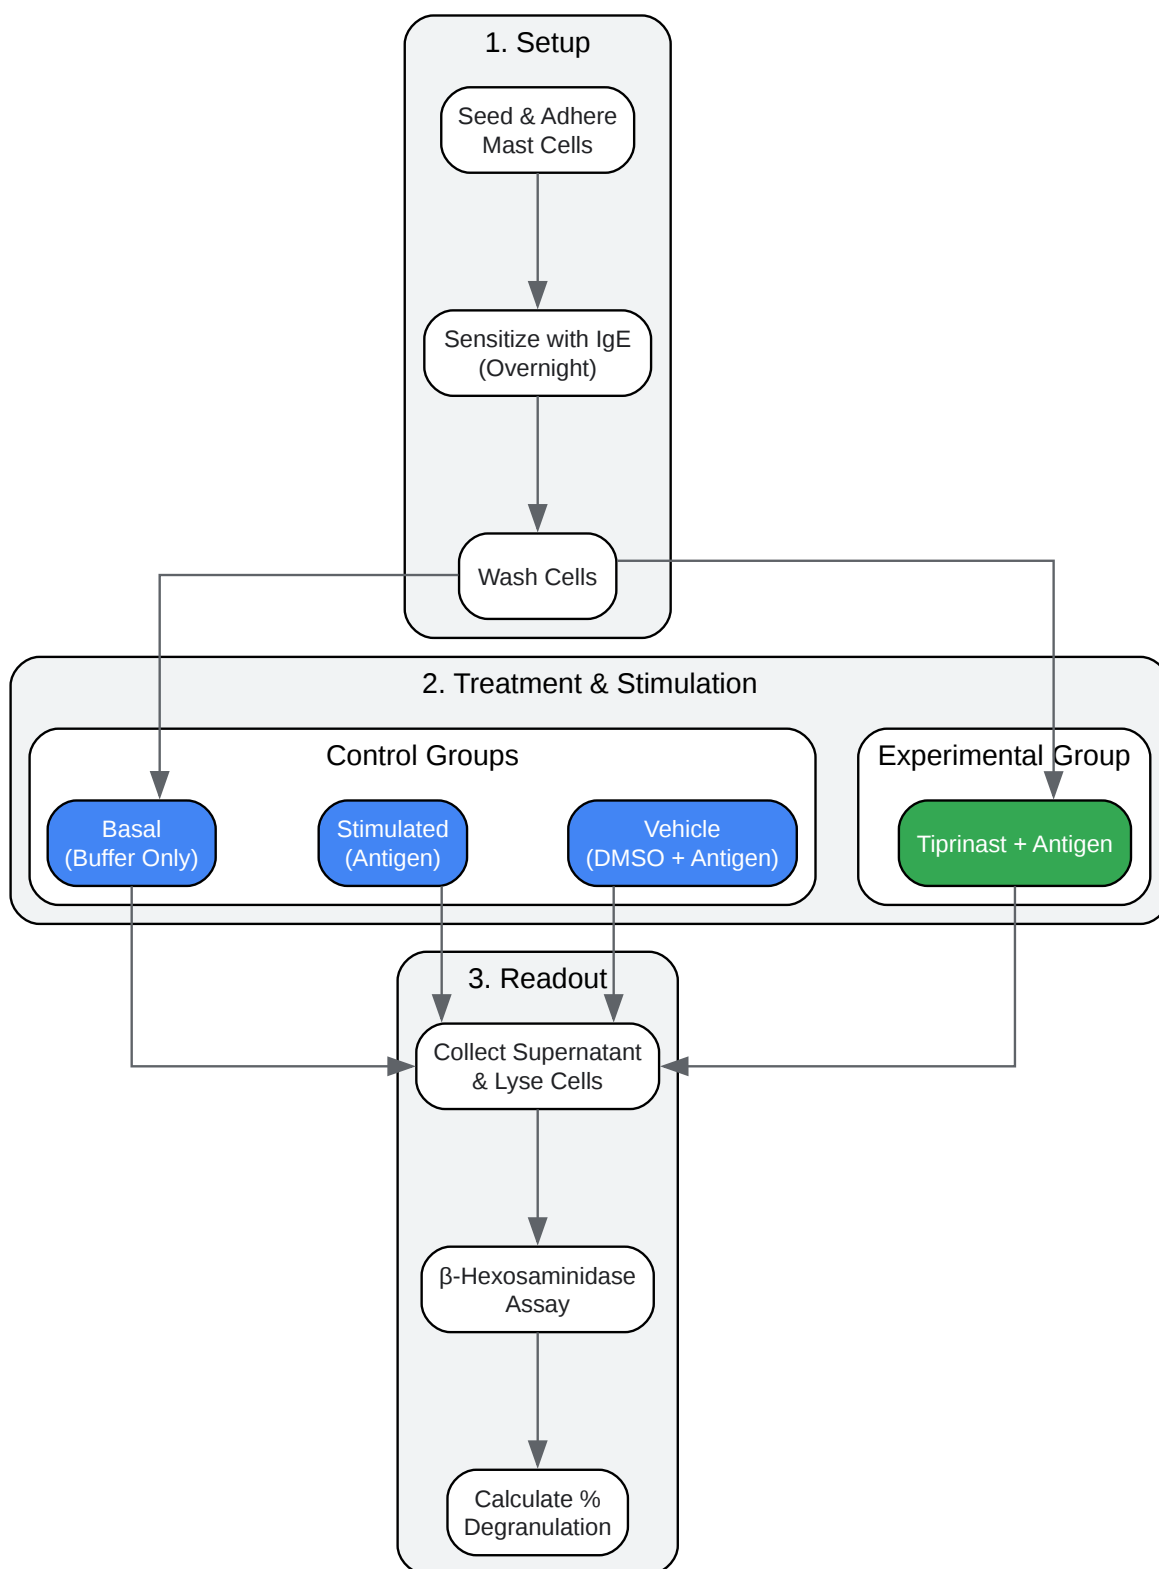 1. Setup
Seed & Adhere
Mast Cells
Sensitize with IgE
(Overnight)
Wash Cells
2. Treatment & Stimulation
Control Groups
Experimental Group
Basal
(Buffer Only)
Stimulated
(Antigen)
Vehicle
(DMSO + Antigen)
Tiprinast + Antigen
3. Readout
Collect Supernatant
& Lyse Cells
β-Hexosaminidase
Assay
Calculate %
Degranulation